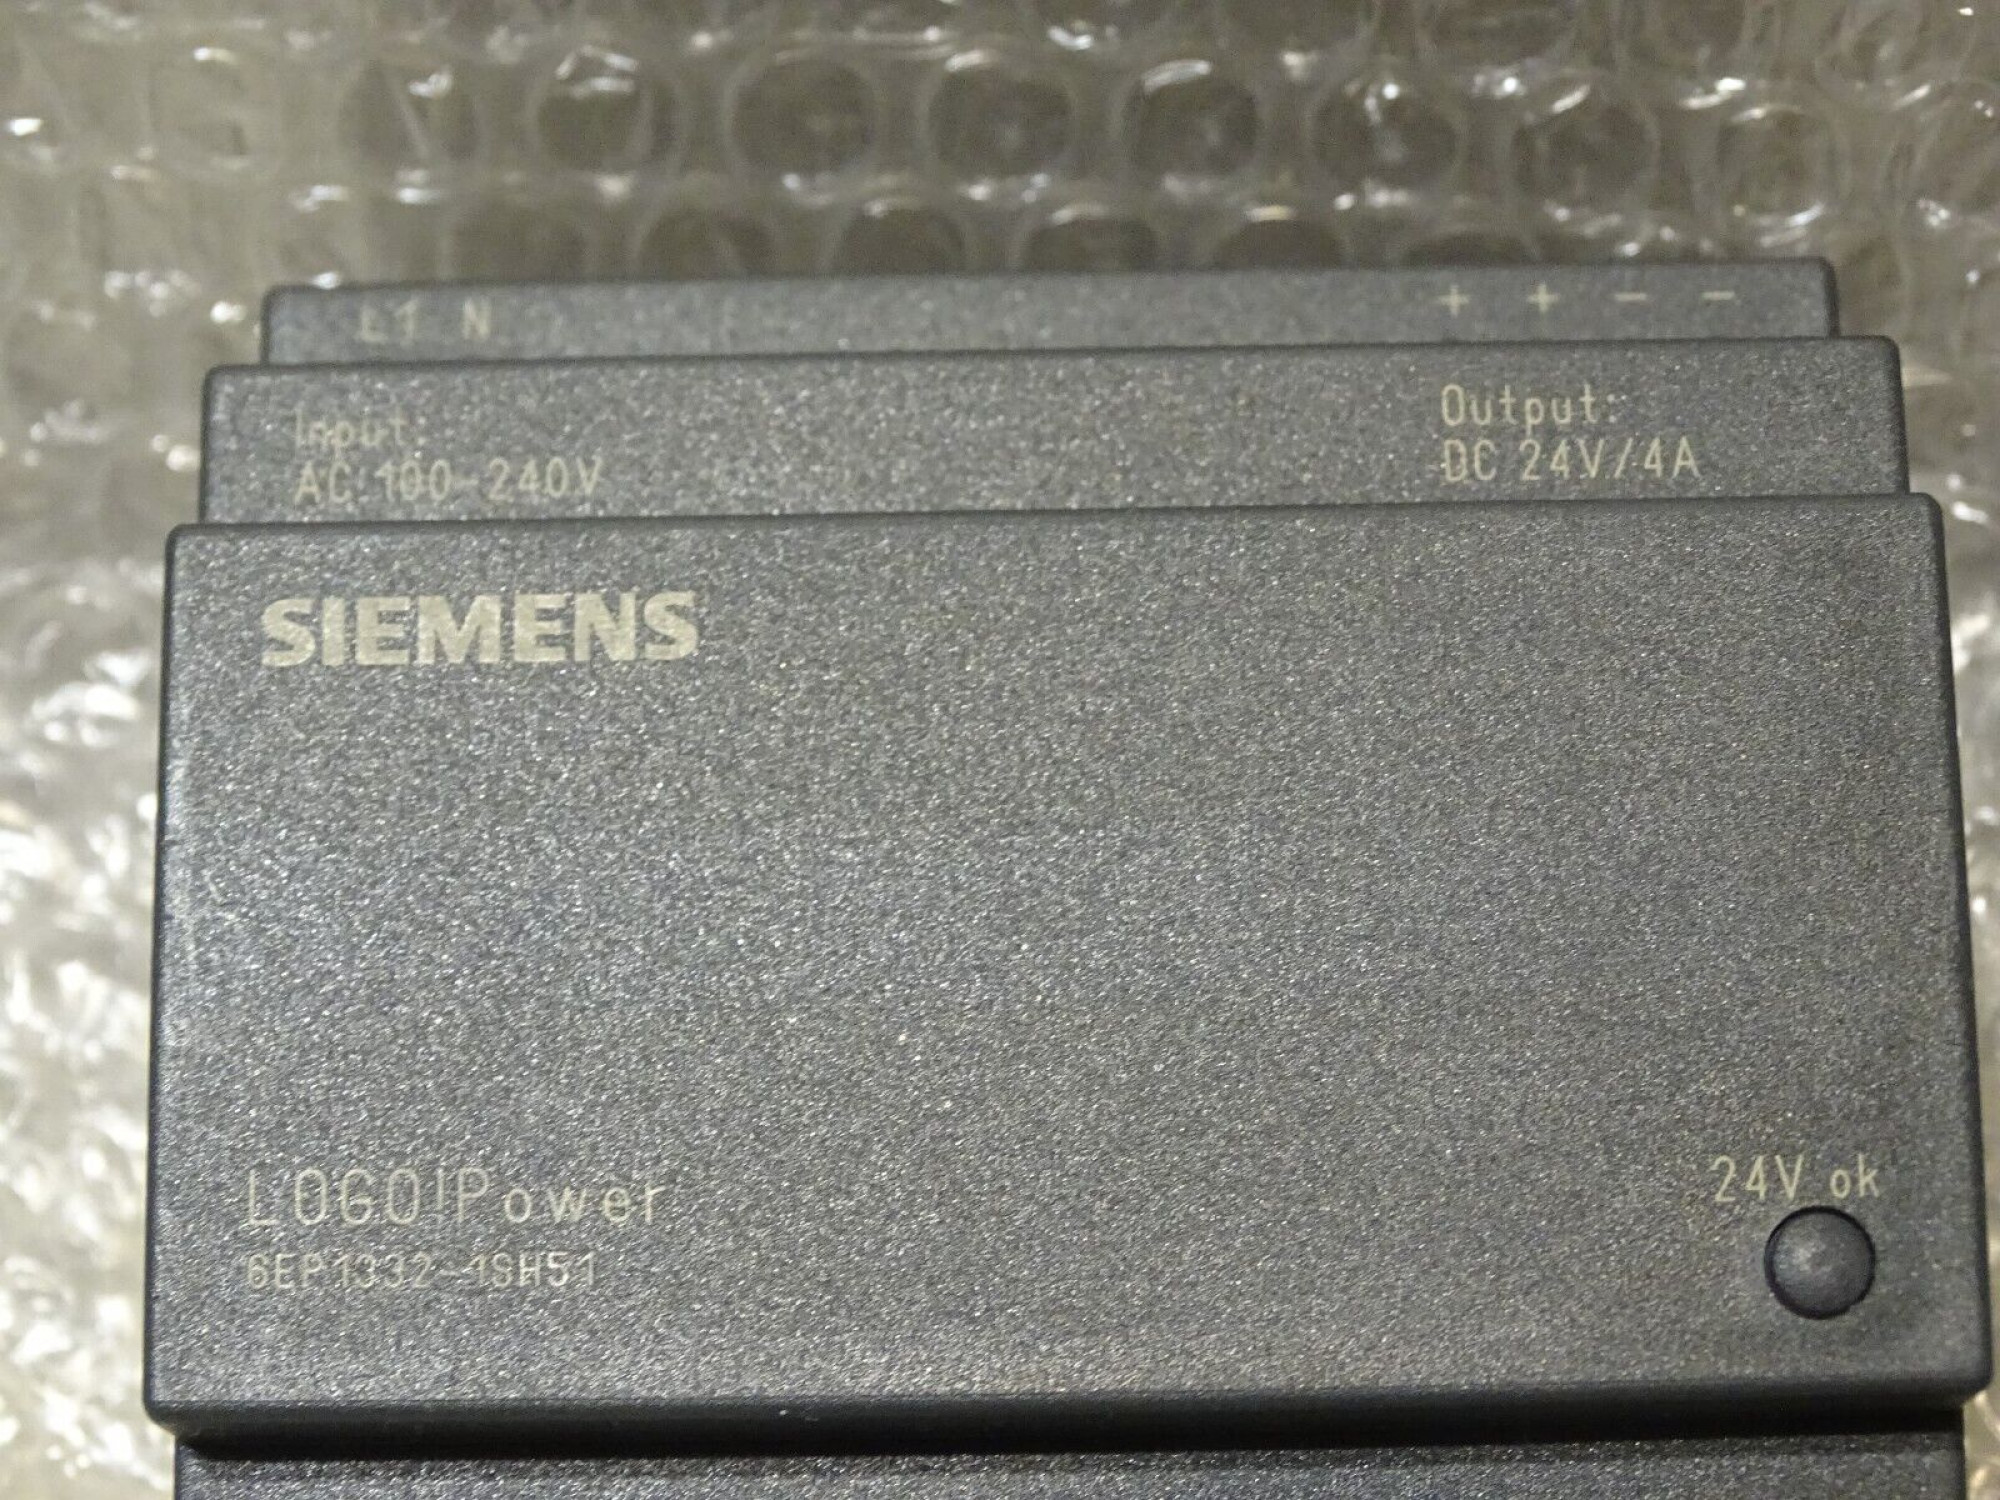 L1 N
+ + − −
Input:
AC 100-240V
Output:
DC 24V/4A
SIEMENS
LOGO!Power
6EP1332-1SH51
24V ok